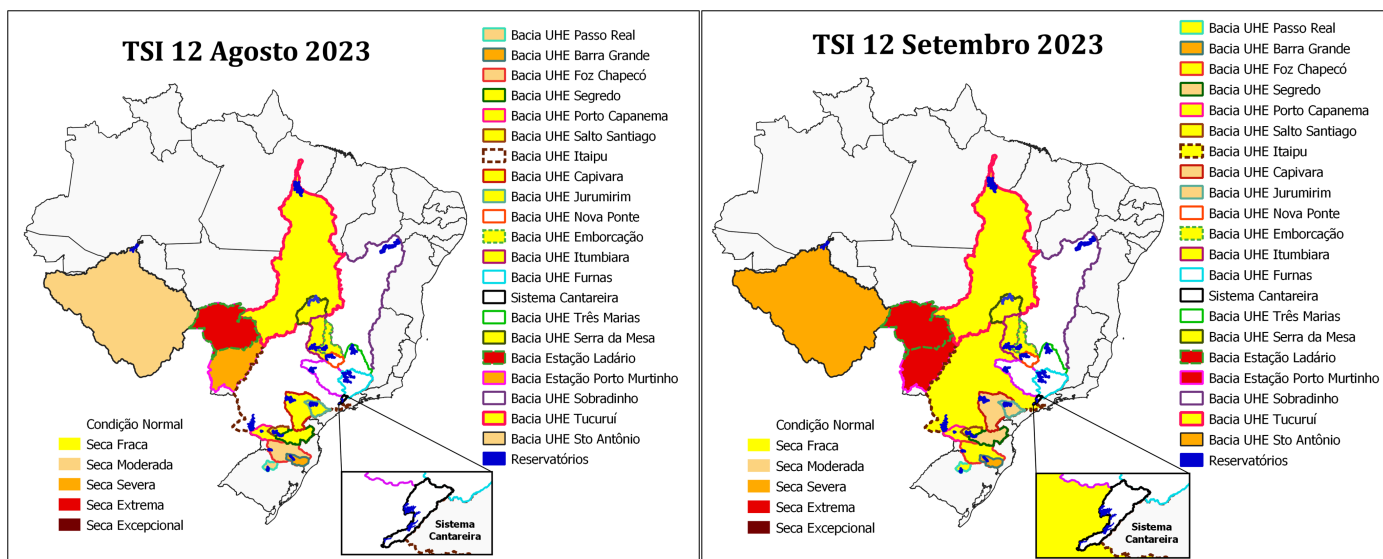 TSI 12 Agosto 2023
Bacia UHE Passo Real
Bacia UHE Barra Grande
Bacia UHE Foz Chapecó
Bacia UHE Segredo
Bacia UHE Porto Capanema
Bacia UHE Salto Santiago
Bacia UHE Itaipu
Bacia UHE Capivara
Bacia UHE Jurumirim
Bacia UHE Nova Ponte
Bacia UHE Emborcação
Bacia UHE Itumbiara
Bacia UHE Furnas
Sistema Cantareira
Bacia UHE Três Marias
Bacia UHE Serra da Mesa
Bacia Estação Ladário
Bacia Estação Porto Murtinho
Bacia UHE Sobradinho
Bacia UHE Tucuruí
Bacia UHE Sto Antônio
Reservatórios
Condição Normal
Seca Fraca
Seca Moderada
Seca Severa
Seca Extrema
Seca Excepcional
Sistema
Cantareira
TSI 12 Setembro 2023
Bacia UHE Passo Real
Bacia UHE Barra Grande
Bacia UHE Foz Chapecó
Bacia UHE Segredo
Bacia UHE Porto Capanema
Bacia UHE Salto Santiago
Bacia UHE Itaipu
Bacia UHE Capivara
Bacia UHE Jurumirim
Bacia UHE Nova Ponte
Bacia UHE Emborcação
Bacia UHE Itumbiara
Bacia UHE Furnas
Sistema Cantareira
Bacia UHE Três Marias
Bacia UHE Serra da Mesa
Bacia Estação Ladário
Bacia Estação Porto Murtinho
Bacia UHE Sobradinho
Bacia UHE Tucuruí
Bacia UHE Sto Antônio
Reservatórios
Condição Normal
Seca Fraca
Seca Moderada
Seca Severa
Seca Extrema
Seca Excepcional
Sistema
Cantareira